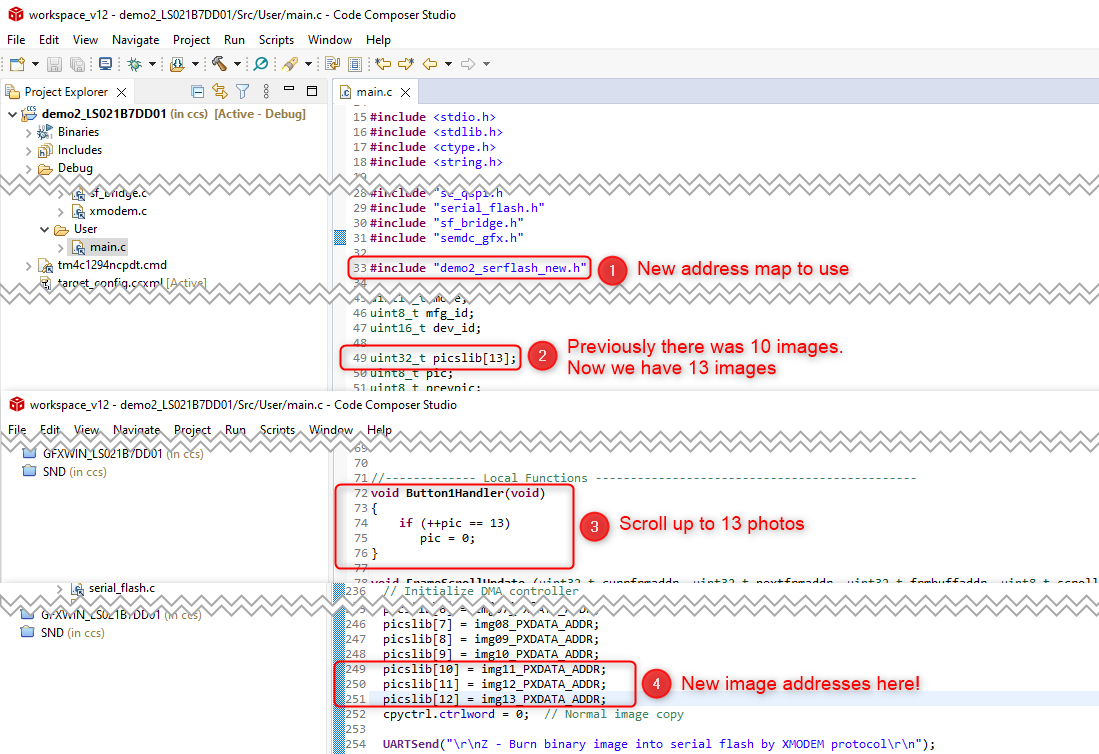 workspace_v12 - demo2_LS021B7DD01/Src/User/main.c - Code Composer Studio
File Edit View Navigate Project Run Scripts Window Help
Project Explorer
main.c
demo2_LS021B7DD01 (in ccs) [Active - Debug]
Binaries
Includes
Debug
15 #include <stdio.h>
16 #include <stdlib.h>
17 #include <ctype.h>
18 #include <string.h>
sf_bridge.c
xmodem.c
User
main.c
tm4c1294ncpdt.cmd
target_config.ccxml [Active]
29 #include "serial_flash.h"
30 #include "sf_bridge.h"
31 #include "semdc_gfx.h"
32
33 #include "demo2_serflash_new.h"
1 New address map to use
46 uint8_t mfg_id;
47 uint16_t dev_id;
48
49 uint32_t picslib[13];
50 uint8_t pic;
51 uint8_t prevpic;
2 Previously there was 10 images.
Now we have 13 images
workspace_v12 - demo2_LS021B7DD01/Src/User/main.c - Code Composer Studio
File Edit View Navigate Project Run Scripts Window Help
GFXWIN_LS021B7DD01 (in ccs)
SND (in ccs)
69
70
71 //------------- Local Functions ----------------------------------------------
72 void Button1Handler(void)
73 {
74 if (++pic == 13)
75 pic = 0;
76 }
77
3 Scroll up to 13 photos
serial_flash.c
GFXWIN_LS021B7DD01 (in ccs)
SND (in ccs)
236 // Initialize DMA controller
246 picslib[7] = img08_PXDATA_ADDR;
247 picslib[8] = img09_PXDATA_ADDR;
248 picslib[9] = img10_PXDATA_ADDR;
249 picslib[10] = img11_PXDATA_ADDR;
250 picslib[11] = img12_PXDATA_ADDR;
251 picslib[12] = img13_PXDATA_ADDR;
252 cpyctrl.ctrlword = 0; // Normal image copy
253
254 UARTSend("\r\nZ - Burn binary image into serial flash by XMODEM protocol\r\n");
4 New image addresses here!